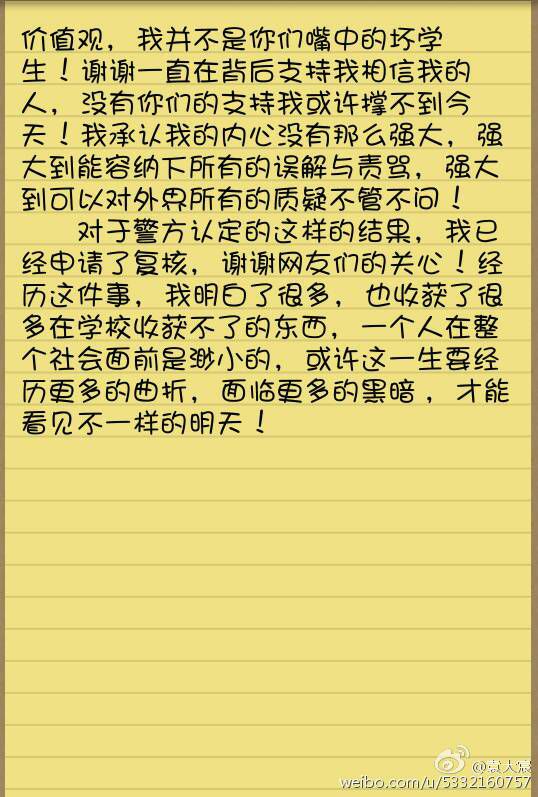 价值观，我并不是你们嘴中的坏学
生！谢谢一直在背后支持我相信我的
人，没有你们的支持我或许撑不到今
天！我承认我的内心没有那么强大，强
大到能容纳下所有的误解与责骂，强大
到可以对外界所有的质疑不管不问！
对于警方认定的这样的结果，我已
经申请了复核，谢谢网友们的关心！经
历这件事，我明白了很多，也收获了很
多在学校收获不了的东西，一个人在整
个社会面前是渺小的，或许这一生要经
历更多的曲折，面临更多的黑暗，才能
看见不一样的明天！
@袁大宸
weibo.com/u/5332160757